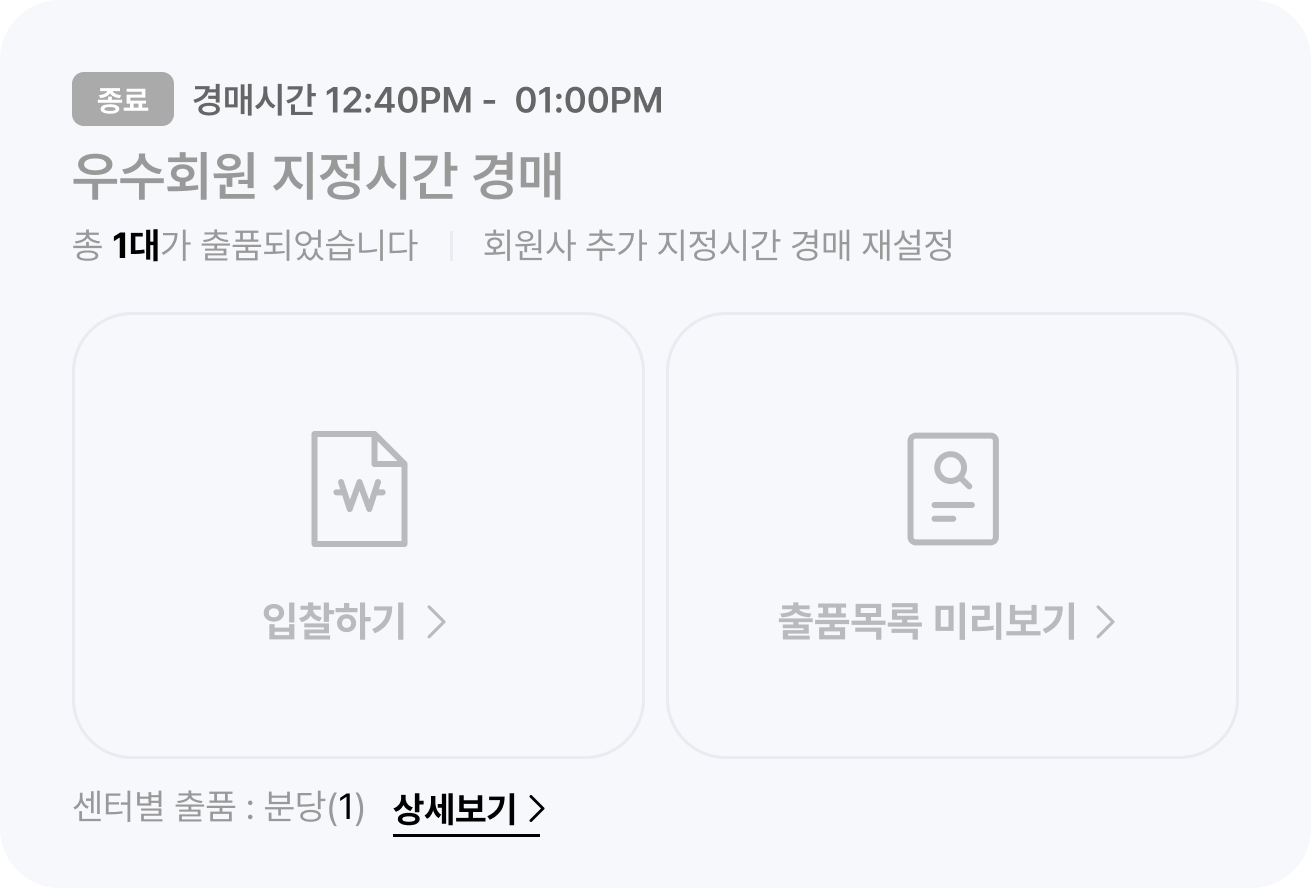 종료 경매시간 12:40PM - 01:00PM
우수회원 지정시간 경매
총 1대가 출품되었습니다 | 회원사 추가 지정시간 경매 재설정
입찰하기 >
출품목록 미리보기 >
센터별 출품 : 분당(1) 상세보기 >